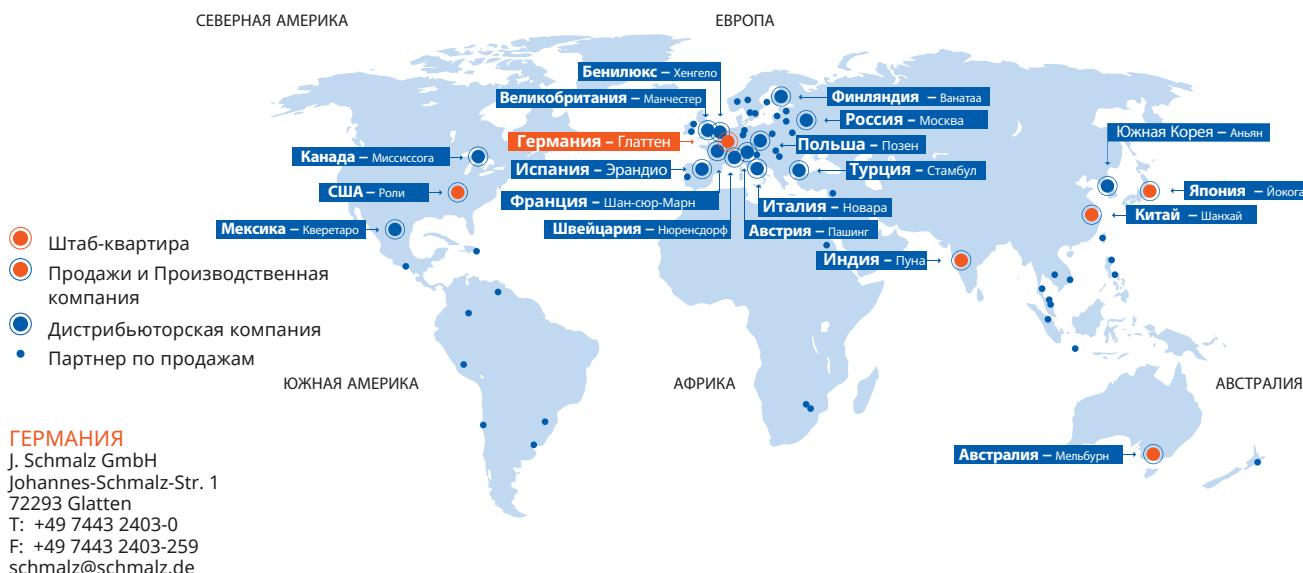 СЕВЕРНАЯ АМЕРИКА
ЕВРОПА
Бенилюкс – Хенгело
Великобритания – Манчестер
Финляндия – Ванатаа
Россия – Москва
Германия – Глаттен
Польша – Позен
Южная Корея – Аньян
Канада – Миссиссога
Испания – Эрандио
Турция – Стамбул
США – Роли
Франция – Шан-сюр-Марн
Италия – Новара
Япония – Йокога
Китай – Шанхай
Мексика – Кверетаро
Швейцария – Нюренсдорф
Австрия – Пашинг
Индия – Пуна
Штаб-квартира
Продажи и Производственная
компания
Дистрибьюторская компания
Партнер по продажам
ЮЖНАЯ АМЕРИКА
АФРИКА
АВСТРАЛИЯ
Австралия – Мельбурн
ГЕРМАНИЯ
J. Schmalz GmbH
Johannes-Schmalz-Str. 1
72293 Glatten
T: +49 7443 2403-0
F: +49 7443 2403-259
schmalz@schmalz.de